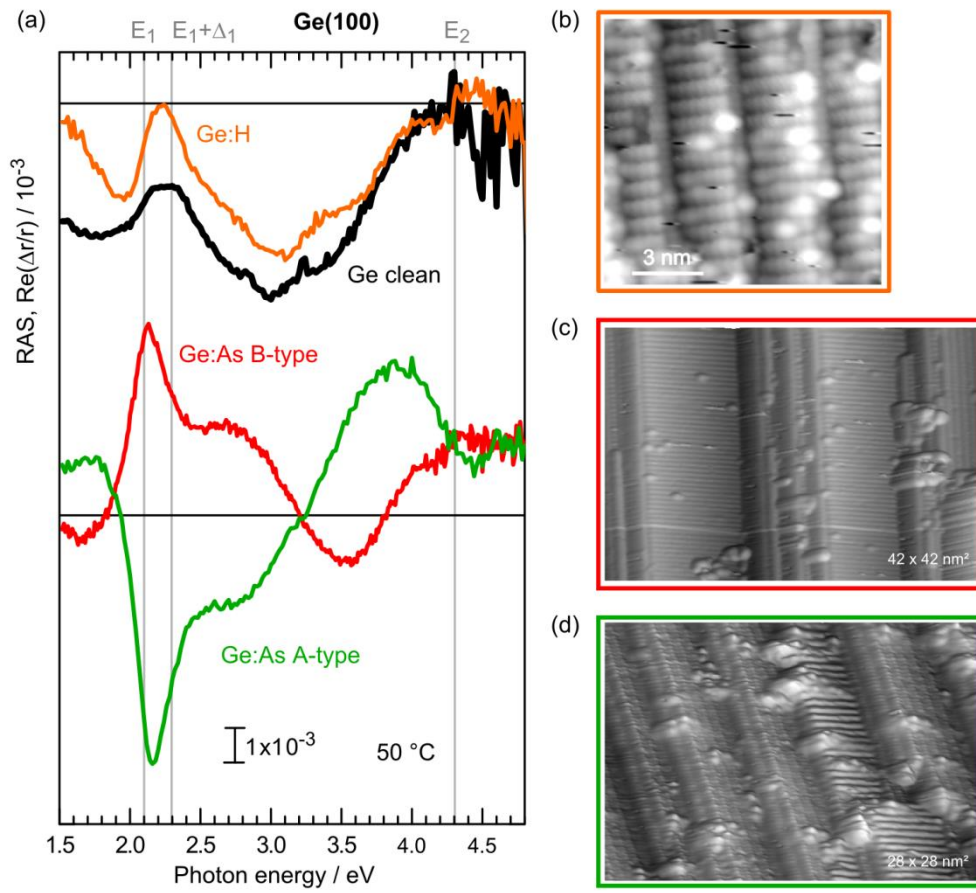 (a)
E₁
E₁+Δ₁
Ge(100)
E₂
Ge:H
Ge clean
Ge:As B-type
Ge:As A-type
1x10⁻³
50 °C
RAS, Re(Δr/r) / 10⁻³
1.5 2.0 2.5 3.0 3.5 4.0 4.5
Photon energy / eV
(b)
3 nm
(c)
42 x 42 nm²
(d)
28 x 28 nm²